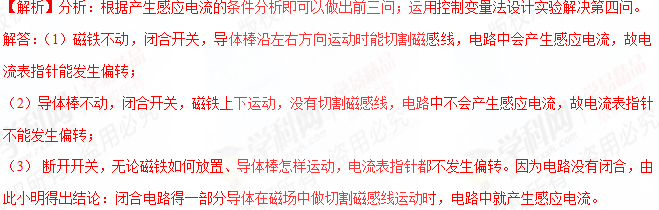 【解析】分析：根据产生感应电流的条件分析即可以做出前三问；运用控制变量法设计实验解决第四问。
解答：（1）磁铁不动，闭合开关，导体棒沿左右方向运动时能切割磁感线，电路中会产生感应电流，故电
流表指针能发生偏转；
（2）导体棒不动，闭合开关，磁铁上下运动，没有切割磁感线，电路中不会产生感应电流，故电流表指针
不能发生偏转；
（3） 断开开关，无论磁铁如何放置、导体棒怎样运动，电流表指针都不发生偏转。因为电路没有闭合，由
此小明得出结论：闭合电路得一部分导体在磁场中做切割磁感线运动时，电路中就产生感应电流。